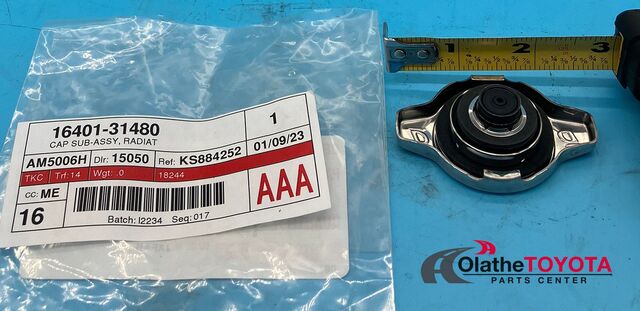 16401-31480
CAP SUB-ASSY, RADIAT
1
AM5006H Dlr: 15050 Ref: KS884252 01/09/23
TKC Trf:14 Wgt: .0 18244
CC: ME
AAA
16
Batch: I2234 Seq: 017
1 2 3
OlatheTOYOTA
PARTS CENTER